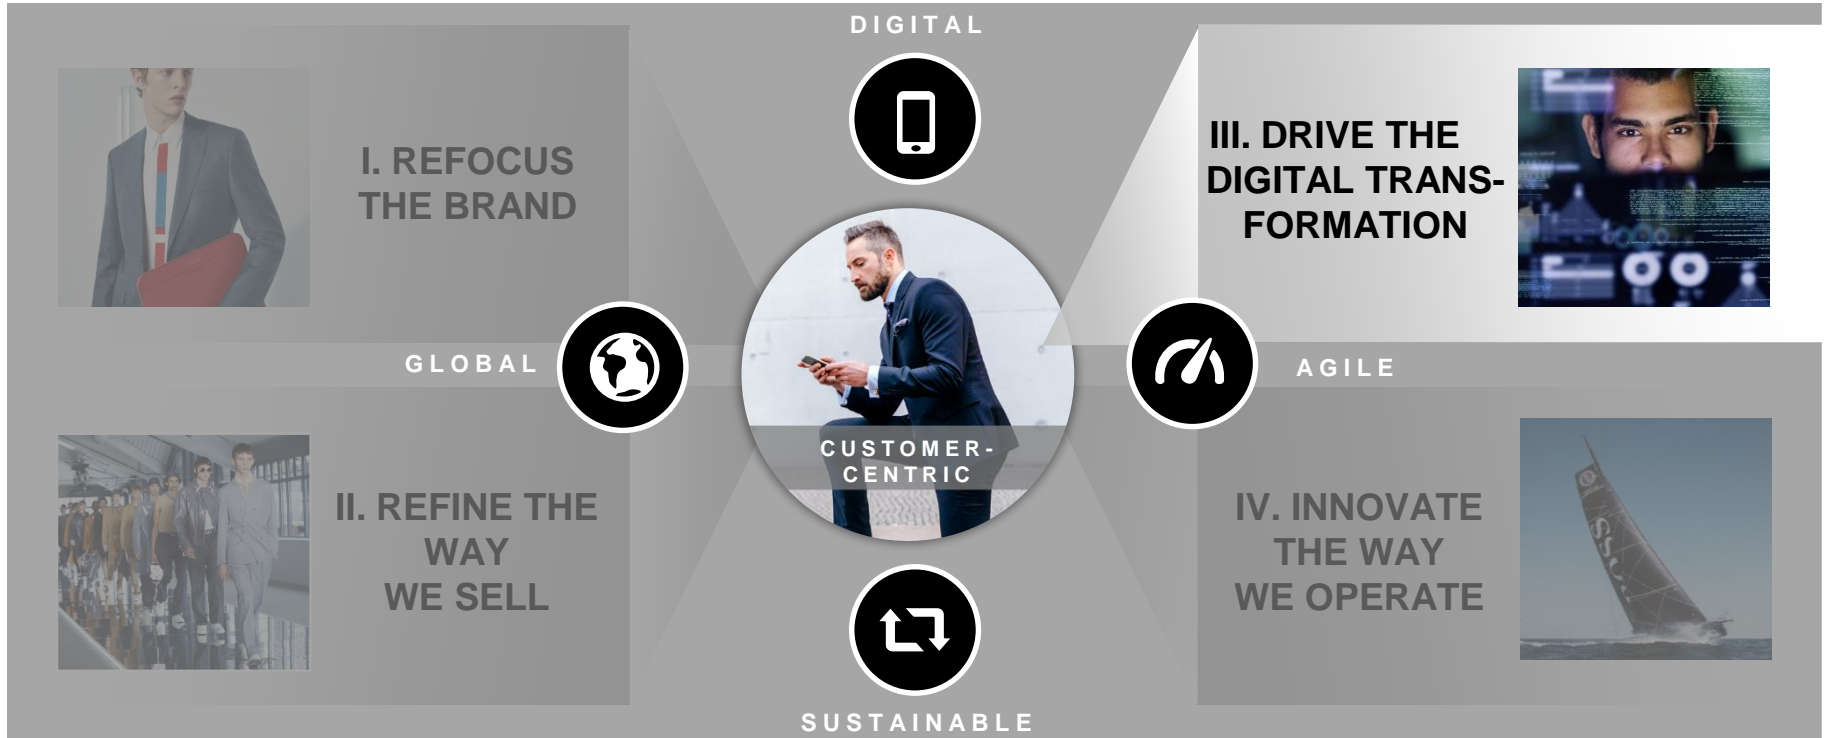 DIGITAL
I. REFOCUS
THE BRAND
III. DRIVE THE
DIGITAL TRANS-
FORMATION
GLOBAL
AGILE
CUSTOMER-
CENTRIC
II. REFINE THE
WAY
WE SELL
IV. INNOVATE
THE WAY
WE OPERATE
SUSTAINABLE